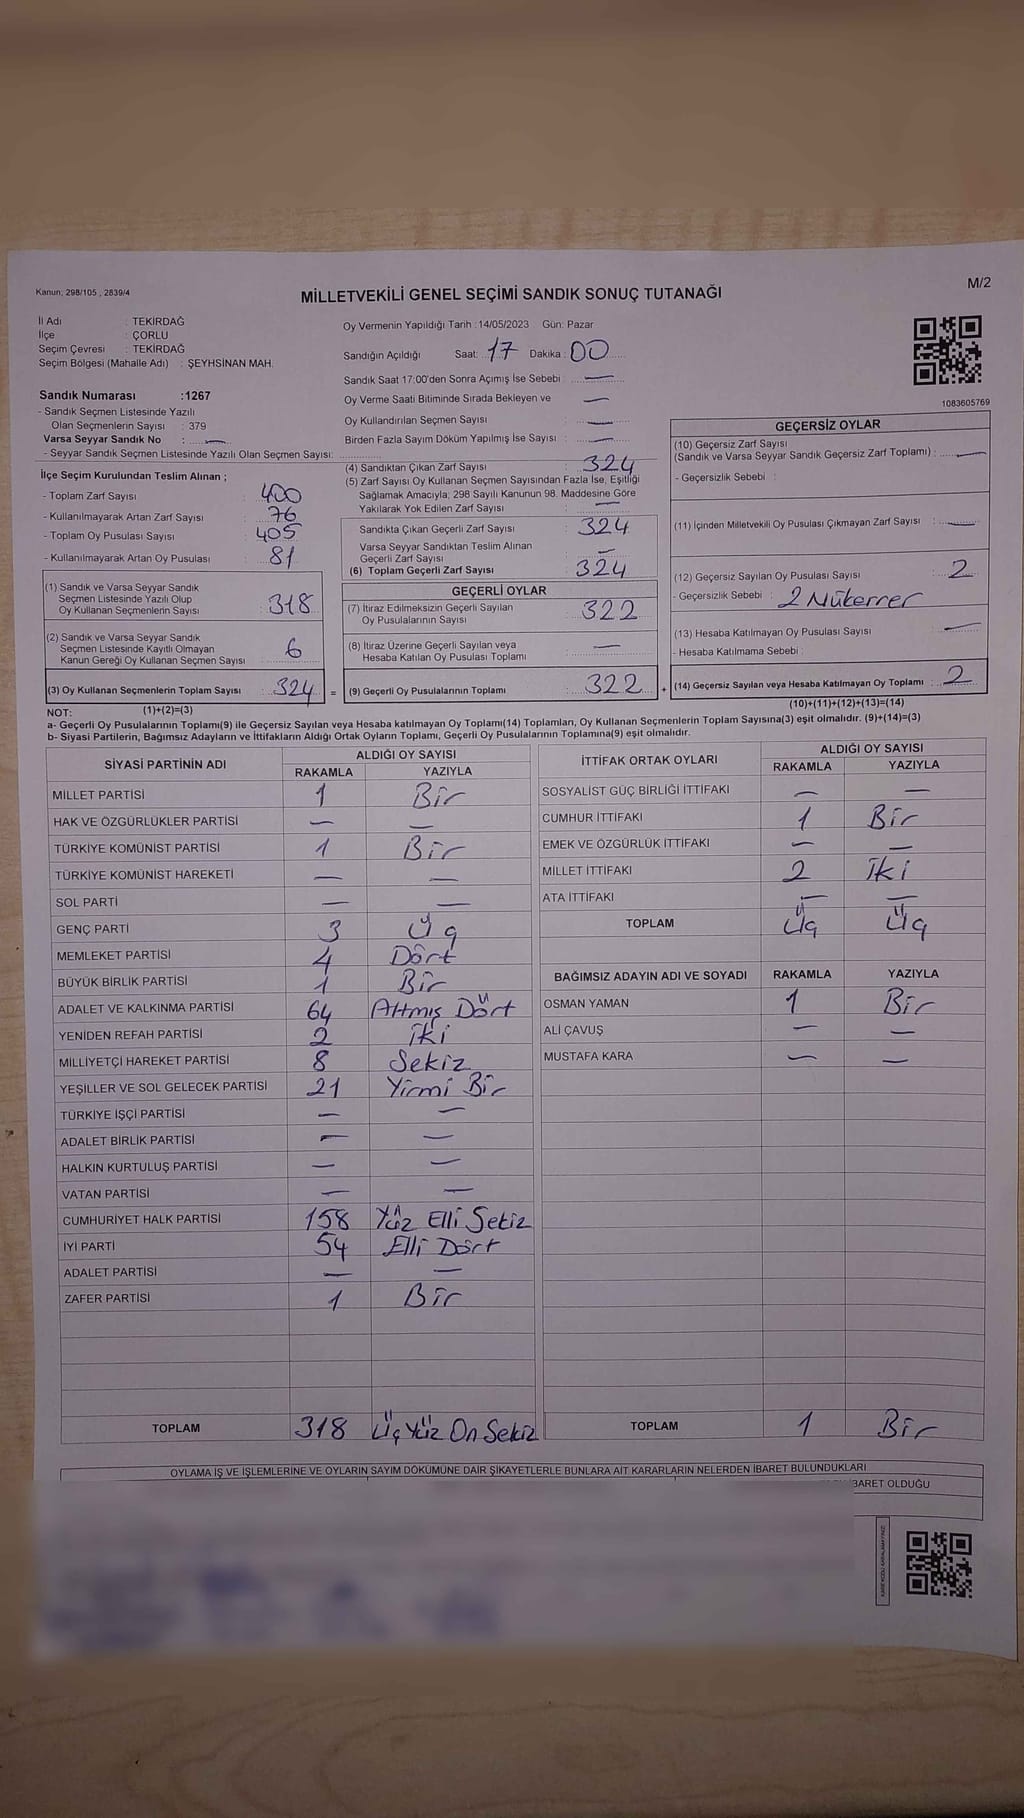 Kanun, 298/105 , 2839/4
M/2
MİLLETVEKİLİ GENEL SEÇİMİ SANDIK SONUÇ TUTANAĞI
İl Adı : TEKİRDAĞ
İlçe : ÇORLU
Seçim Çevresi : TEKİRDAĞ
Seçim Bölgesi (Mahalle Adı) : ŞEYHSİNAN MAH.
Sandık Numarası :1267
- Sandık Seçmen Listesinde Yazılı
Olan Seçmenlerin Sayısı : 379
Varsa Seyyar Sandık No : —
- Seyyar Sandık Seçmen Listesinde Yazılı Olan Seçmen Sayısı:
Oy Vermenin Yapıldığı Tarih :14/05/2023 Gün: Pazar
Sandığın Açıldığı Saat: 17 Dakika: 00
Sandık Saat 17:00'den Sonra Açımış İse Sebebi : —
Oy Verme Saati Bitiminde Sırada Bekleyen ve —
Oy Kullandırılan Seçmen Sayısı : —
Birden Fazla Sayım Döküm Yapılmış İse Sayısı : —
1083605769
İlçe Seçim Kurulundan Teslim Alınan ;
- Toplam Zarf Sayısı : 400
- Kullanılmayarak Artan Zarf Sayısı : 76
- Toplam Oy Pusulası Sayısı : 405
- Kullanılmayarak Artan Oy Pusulası : 81
(1) Sandık ve Varsa Seyyar Sandık
Seçmen Listesinde Yazılı Olup
Oy Kullanan Seçmenlerin Sayısı : 318
(2) Sandık ve Varsa Seyyar Sandık
Seçmen Listesinde Kayıtlı Olmayan
Kanun Gereği Oy Kullanan Seçmen Sayısı : 6
(3) Oy Kullanan Seçmenlerin Toplam Sayısı : 324 =
(1)+(2)=(3)
(4) Sandıktan Çıkan Zarf Sayısı : 324
(5) Zarf Sayısı Oy Kullanan Seçmen Sayısından Fazla İse, Eşitliği
Sağlamak Amacıyla; 298 Sayılı Kanunun 98. Maddesine Göre
Yakılarak Yok Edilen Zarf Sayısı : —
Sandıkta Çıkan Geçerli Zarf Sayısı : 324
Varsa Seyyar Sandıktan Teslim Alınan
Geçerli Zarf Sayısı : —
(6) Toplam Geçerli Zarf Sayısı : 324
GEÇERLİ OYLAR
(7) İtiraz Edilmeksizin Geçerli Sayılan
Oy Pusulalarının Sayısı : 322
(8) İtiraz Üzerine Geçerli Sayılan veya
Hesaba Katılan Oy Pusulası Toplamı : —
(9) Geçerli Oy Pusulalarının Toplamı : 322 +
GEÇERSİZ OYLAR
(10) Geçersiz Zarf Sayısı
(Sandık ve Varsa Seyyar Sandık Geçersiz Zarf Toplamı) : —
- Geçersizlik Sebebi :
(11) İçinden Milletvekili Oy Pusulası Çıkmayan Zarf Sayısı : —
(12) Geçersiz Sayılan Oy Pusulası Sayısı : 2
- Geçersizlik Sebebi : 2 Mükerrer
(13) Hesaba Katılmayan Oy Pusulası Sayısı : —
- Hesaba Katılmama Sebebi :
(14) Geçersiz Sayılan veya Hesaba Katılmayan Oy Toplamı : 2
(10)+(11)+(12)+(13)=(14)
NOT:
a- Geçerli Oy Pusulalarının Toplamı(9) ile Geçersiz Sayılan veya Hesaba katılmayan Oy Toplamı(14) Toplamları, Oy Kullanan Seçmenlerin Toplam Sayısına(3) eşit olmalıdır. (9)+(14)=(3)
b- Siyasi Partilerin, Bağımsız Adayların ve İttifakların Aldığı Ortak Oyların Toplamı, Geçerli Oy Pusulalarının Toplamına(9) eşit olmalıdır.
SİYASİ PARTİNİN ADI ALDIĞI OY SAYISI
RAKAMLA YAZIYLA
MİLLET PARTİSİ 1 Bir
HAK VE ÖZGÜRLÜKLER PARTİSİ — —
TÜRKİYE KOMÜNİST PARTİSİ 1 Bir
TÜRKİYE KOMÜNİST HAREKETİ — —
SOL PARTİ — —
GENÇ PARTİ 3 Üç
MEMLEKET PARTİSİ 4 Dört
BÜYÜK BİRLİK PARTİSİ 1 Bir
ADALET VE KALKINMA PARTİSİ 64 Altmış Dört
YENİDEN REFAH PARTİSİ 2 İki
MİLLİYETÇİ HAREKET PARTİSİ 8 Sekiz
YEŞİLLER VE SOL GELECEK PARTİSİ 21 Yirmi Bir
TÜRKİYE İŞÇİ PARTİSİ — —
ADALET BİRLİK PARTİSİ — —
HALKIN KURTULUŞ PARTİSİ — —
VATAN PARTİSİ — —
CUMHURİYET HALK PARTİSİ 158 Yüz Elli Sekiz
İYİ PARTİ 54 Elli Dört
ADALET PARTİSİ — —
ZAFER PARTİSİ 1 Bir
TOPLAM 318 Üç Yüz On Sekiz
İTTİFAK ORTAK OYLARI ALDIĞI OY SAYISI
RAKAMLA YAZIYLA
SOSYALİST GÜÇ BİRLİĞİ İTTİFAKI — —
CUMHUR İTTİFAKI 1 Bir
EMEK VE ÖZGÜRLÜK İTTİFAKI — —
MİLLET İTTİFAKI 2 İki
ATA İTTİFAKI — —
TOPLAM Üç Üç
BAĞIMSIZ ADAYIN ADI VE SOYADI RAKAMLA YAZIYLA
OSMAN YAMAN 1 Bir
ALİ ÇAVUŞ — —
MUSTAFA KARA — —
TOPLAM 1 Bir
OYLAMA İŞ VE İŞLEMLERİNE VE OYLARIN SAYIM DÖKÜMÜNE DAİR ŞİKAYETLERLE BUNLARA AİT KARARLARIN NELERDEN İBARET BULUNDUKLARI
İBARET OLDUĞU